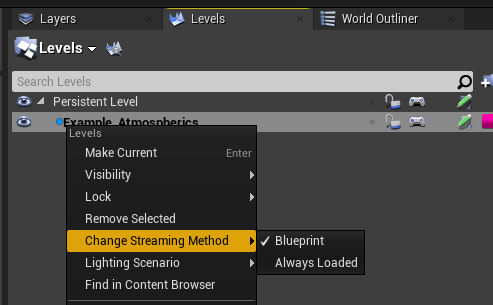 Layers
Levels
World Outliner
Levels
Search Levels
Persistent Level
Example_Atmospherics
Levels
Make Current Enter
Visibility
Lock
Remove Selected
Change Streaming Method
Blueprint
Lighting Scenario
Always Loaded
Find in Content Browser